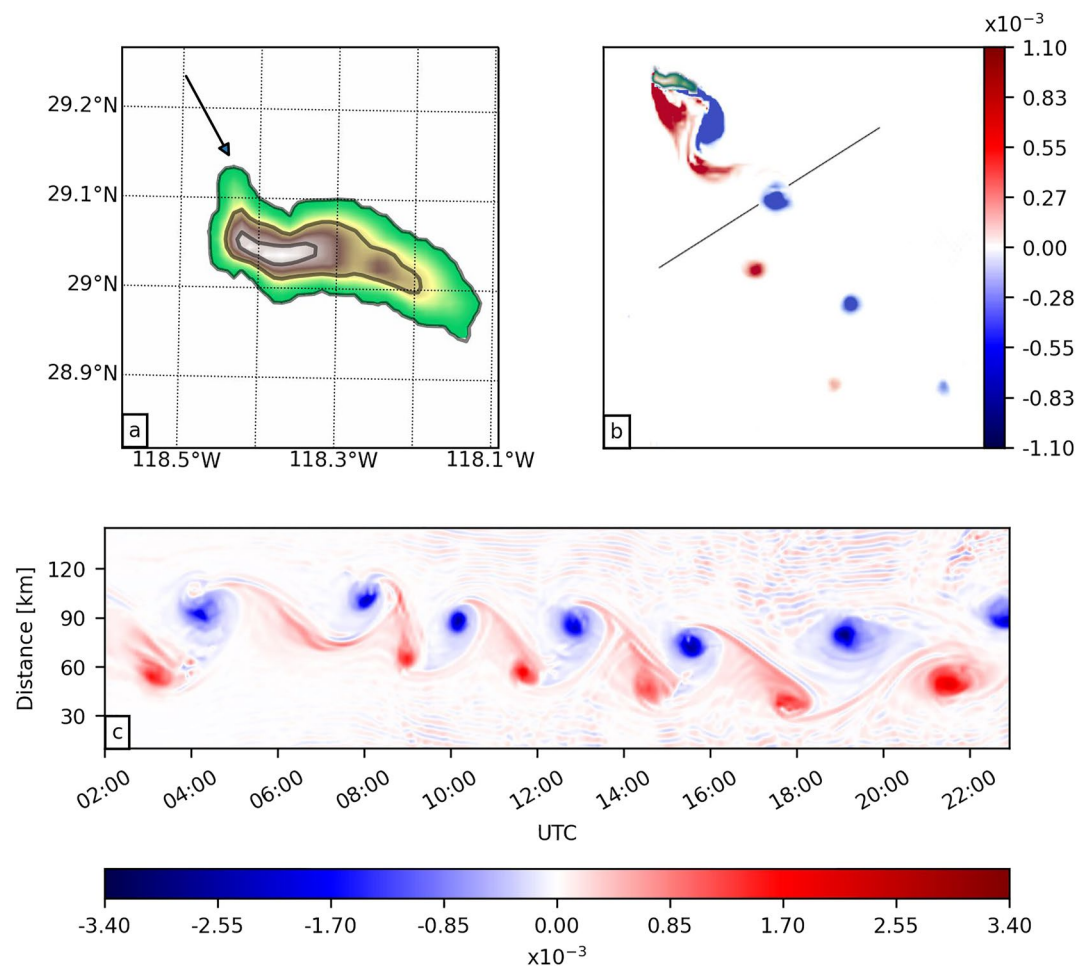 x10⁻³
29.2°N
29.1°N
29°N
28.9°N
a
118.5°W 118.3°W 118.1°W
b
1.10
0.83
0.55
0.27
0.00
-0.28
-0.55
-0.83
-1.10
Distance [km]
120
90
60
30
c
02:00 04:00 06:00 08:00 10:00 12:00 14:00 16:00 18:00 20:00 22:00
UTC
-3.40 -2.55 -1.70 -0.85 0.00 0.85 1.70 2.55 3.40
x10⁻³